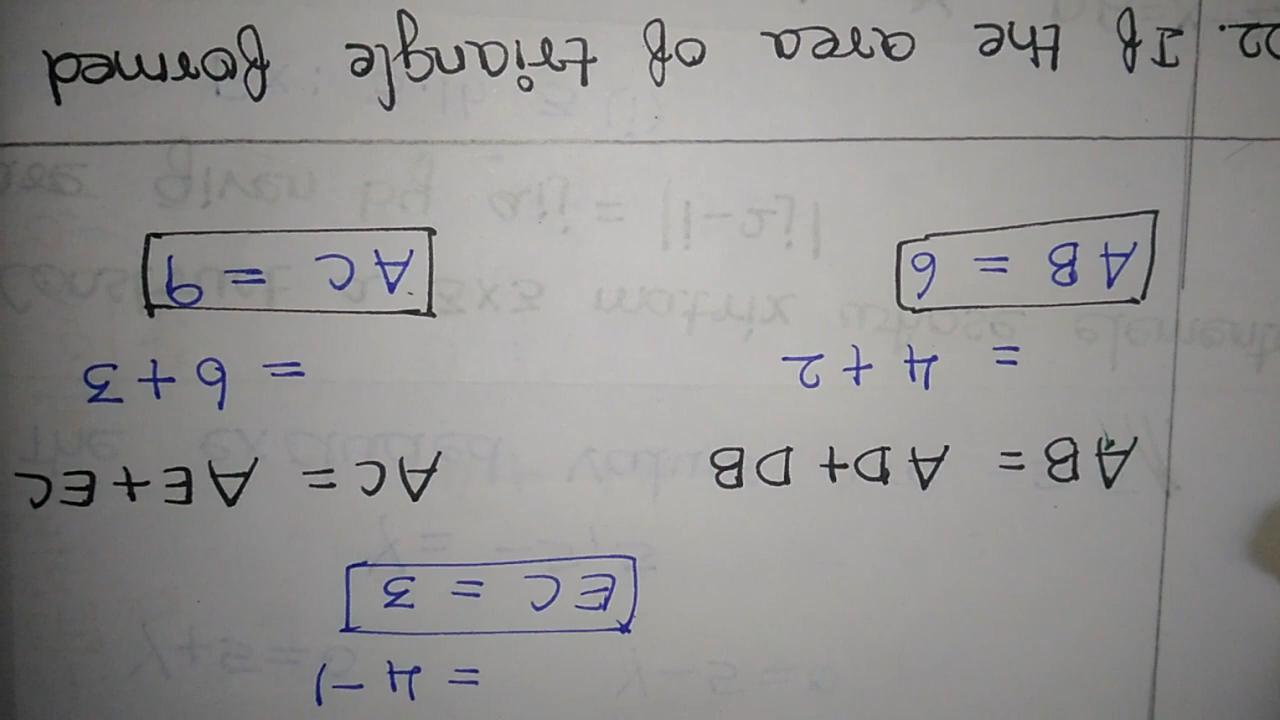 = 4 - 1
EC = 3
AB = AD + DB AC = AE + EC
= 4 + 2 = 6 + 3
AB = 6 AC = 9
22. If the area of triangle formed